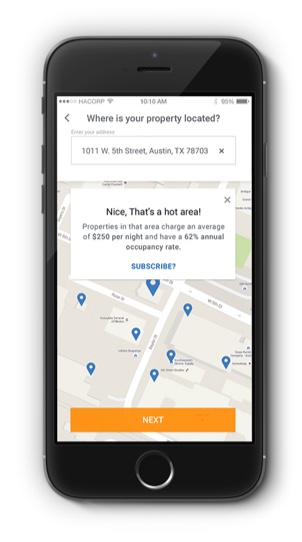 HACORP
10:10 AM
95%
Where is your property located?
Enter your address
1011 W. 5th Street, Austin, TX 78703
Nice, That's a hot area!
Properties in that area charge an average
of $250 per night and have a 62% annual
occupancy rate.
SUBSCRIBE?
W 5th St
NEXT